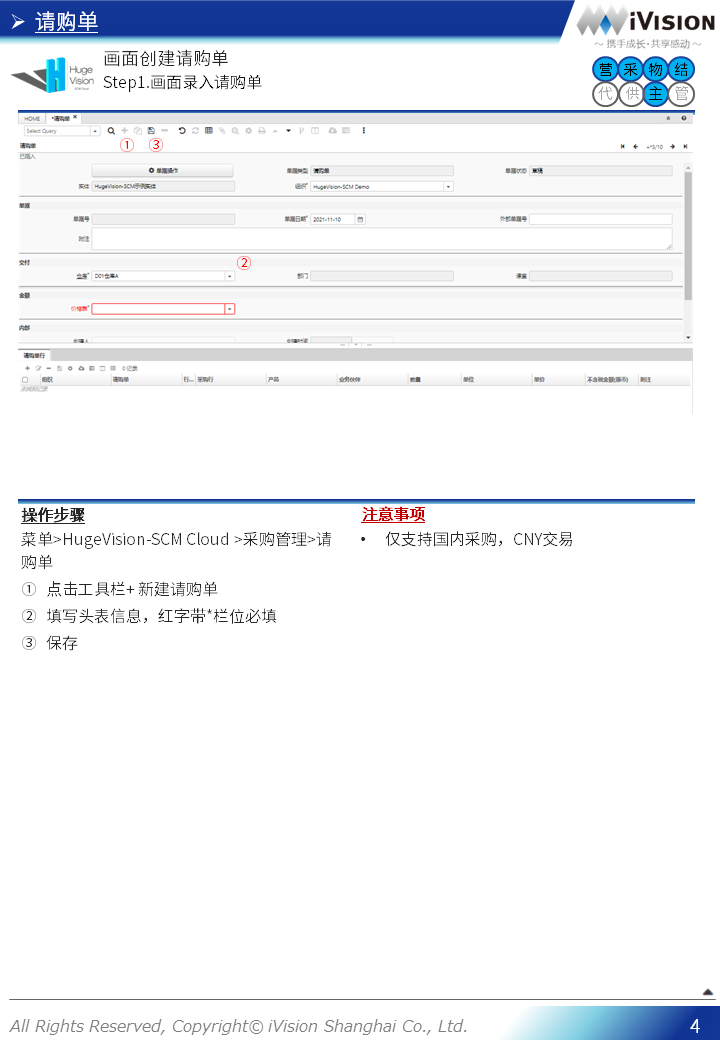 请购单
iVISION
～ 携手成长·共享感动 ～
Huge Vision
画面创建请购单
Step1.画面录入请购单
营 采 物 结
代 供 主 管
HOME *请购单 ×
Select Query
① ③
请购单
+*3/10
已插入
单据操作 单据类型 请购单 单据状态 草稿
实体 HugeVision-SCM示例实体 组织* HugeVision-SCM Demo
单据
单据号 单据日期* 2021-11-10 外部单据号
附注
交付 ②
仓库* D01仓库A 部门 课室
金额
价格表*
内部
创建人 创建时间
请购单行
0 记录
组织 请购单 行... 采购行 产品 业务伙伴 数量 单位 单价 不含税金额(原币) 附注
操作步骤
菜单>HugeVision-SCM Cloud >采购管理>请
购单
① 点击工具栏+ 新建请购单
② 填写头表信息，红字带*栏位必填
③ 保存
注意事项
• 仅支持国内采购，CNY交易
All Rights Reserved, Copyright© iVision Shanghai Co., Ltd.
4